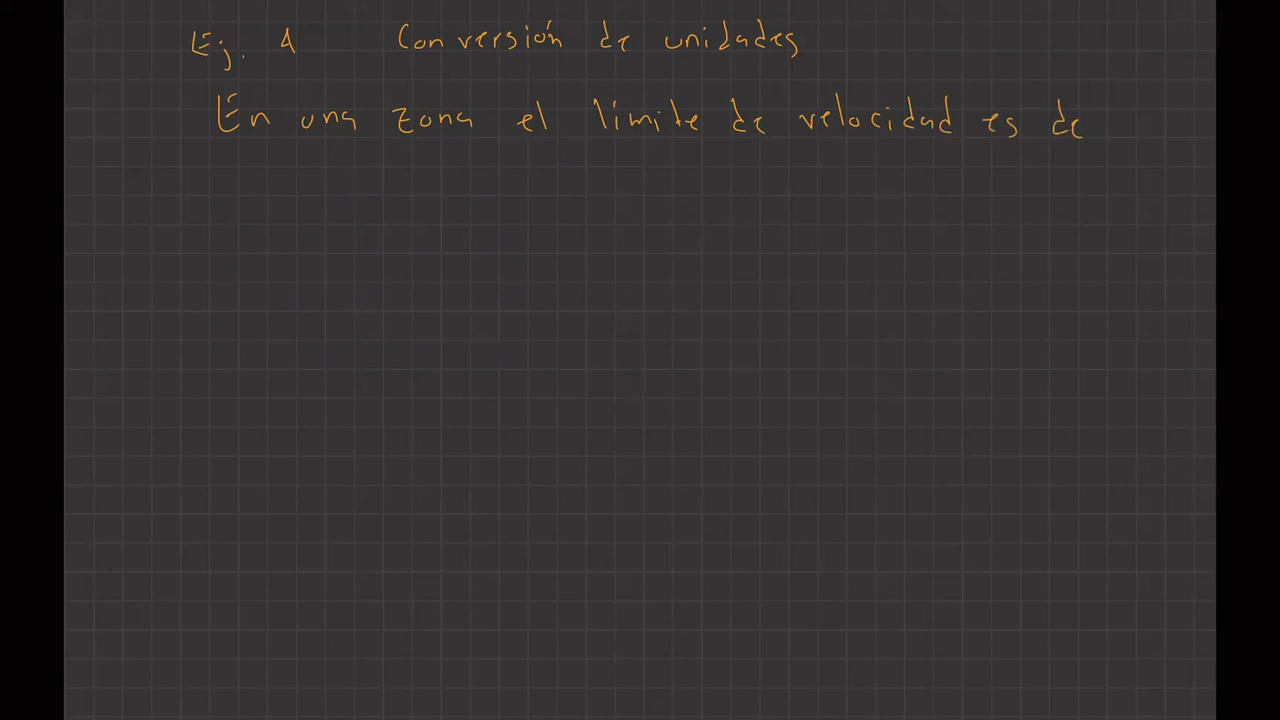 Ej. 4 Conversión de unidades
En una zona el límite de velocidad es de